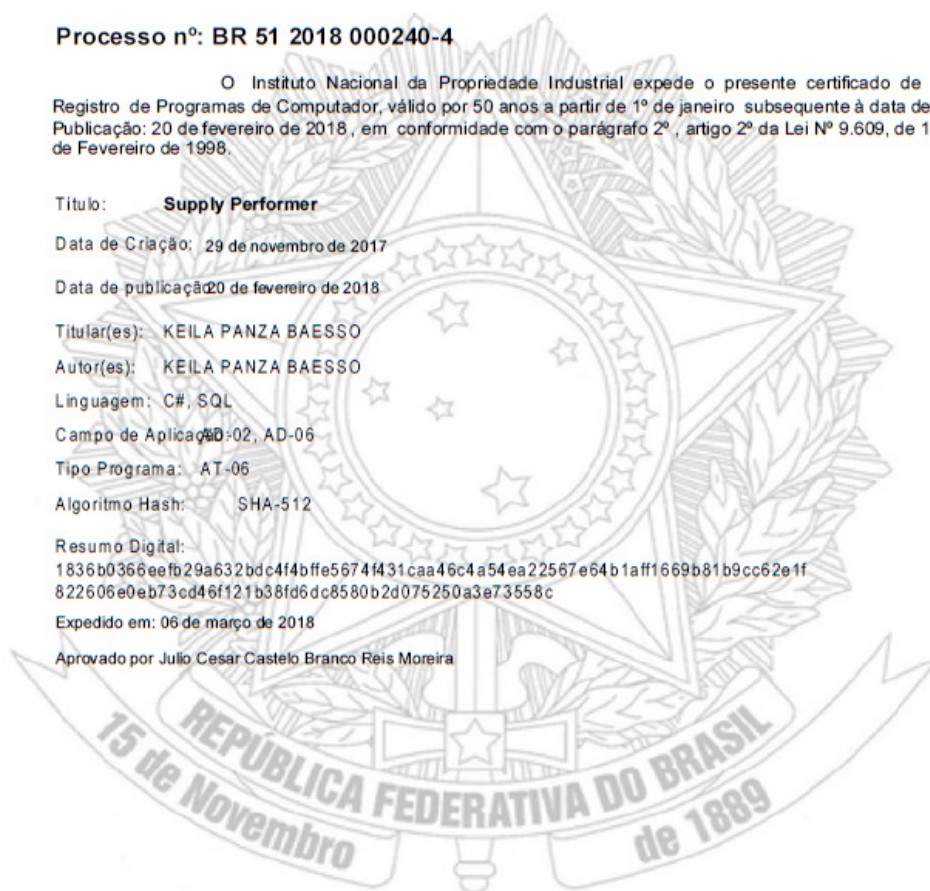 Processo nº: BR 51 2018 000240-4
O Instituto Nacional da Propriedade Industrial expede o presente certificado de
Registro de Programas de Computador, válido por 50 anos a partir de 1º de janeiro subsequente à data de
Publicação: 20 de fevereiro de 2018 , em conformidade com o parágrafo 2º , artigo 2º da Lei Nº 9.609, de 1
de Fevereiro de 1998.
Título: Supply Performer
Data de Criação: 29 de novembro de 2017
Data de publicação: 20 de fevereiro de 2018
Titular(es): KEILA PANZA BAESSO
Autor(es): KEILA PANZA BAESSO
Linguagem: C#, SQL
Campo de Aplicação: AD-02, AD-06
Tipo Programa: AT-06
Algoritmo Hash: SHA-512
Resumo Digital:
1836b0366eefb29a632bdc4f4bffe5674f431caa46c4a54ea22567e64b1aff1669b81b9cc62e1f
822606e0eb73cd46f121b38fd6dc8580b2d075250a3e73558c
Expedido em: 06 de março de 2018
Aprovado por Julio Cesar Castelo Branco Reis Moreira
REPÚBLICA FEDERATIVA DO BRASIL
15 de Novembro de 1889